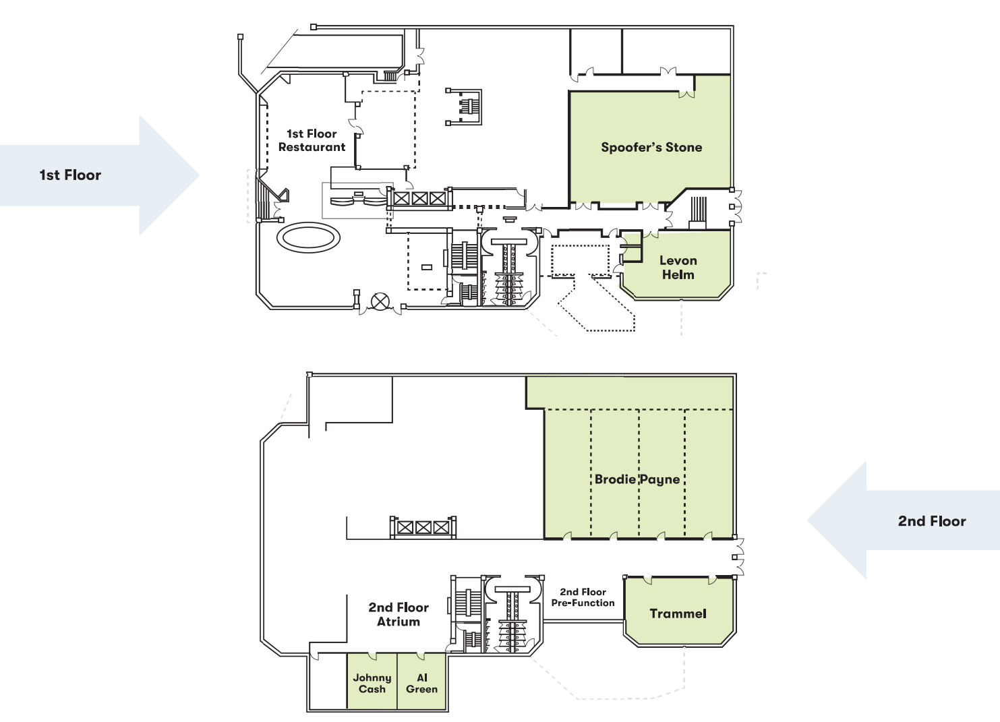 1st Floor
1st Floor
Restaurant
Spoofer's Stone
Levon
Helm
2nd Floor
Brodie Payne
2nd Floor
Atrium
2nd Floor
Pre-Function
Trammel
Johnny
Cash
Al
Green